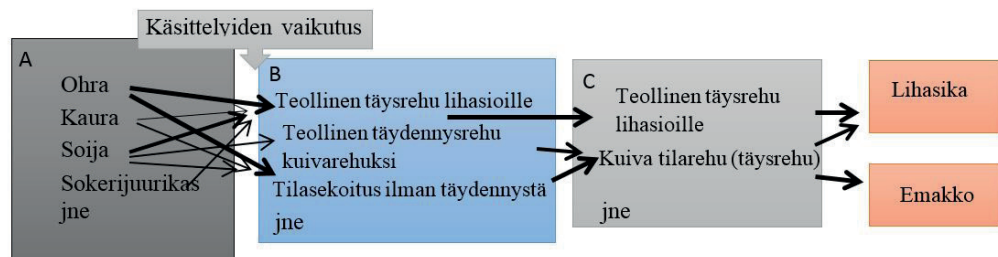 Käsittelyiden vaikutus
A
Ohra
Kaura
Soija
Sokerijuurikas
jne
B
Teollinen täysrehu lihasioille
Teollinen täydennysrehu
kuivarehuksi
Tilasekoitus ilman täydennystä
jne
C
Teollinen täysrehu
lihasioille
Kuiva tilarehu (täysrehu)
jne
Lihasika
Emakko